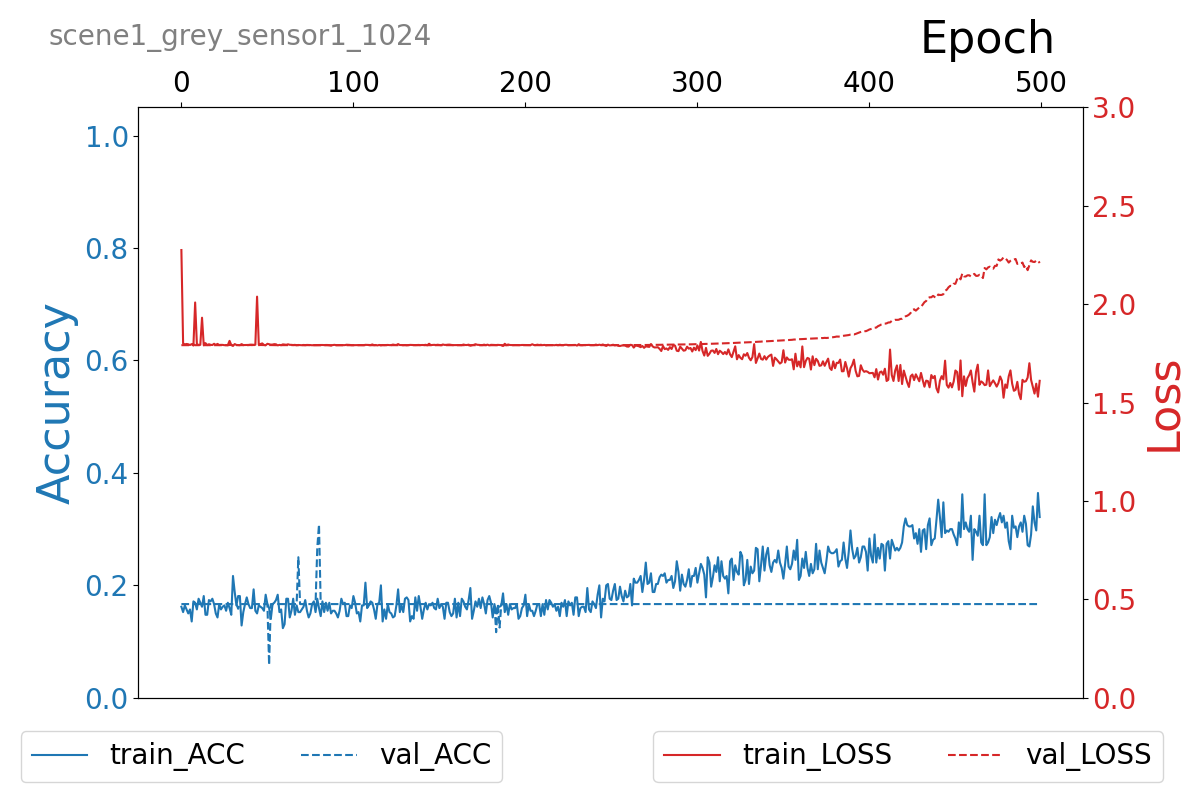 scene1_grey_sensor1_1024
Epoch
0 100 200 300 400 500
1.0
0.8
0.6
0.4
0.2
0.0
Accuracy
3.0
2.5
2.0
1.5
1.0
0.5
0.0
Loss
train_ACC val_ACC
train_LOSS val_LOSS